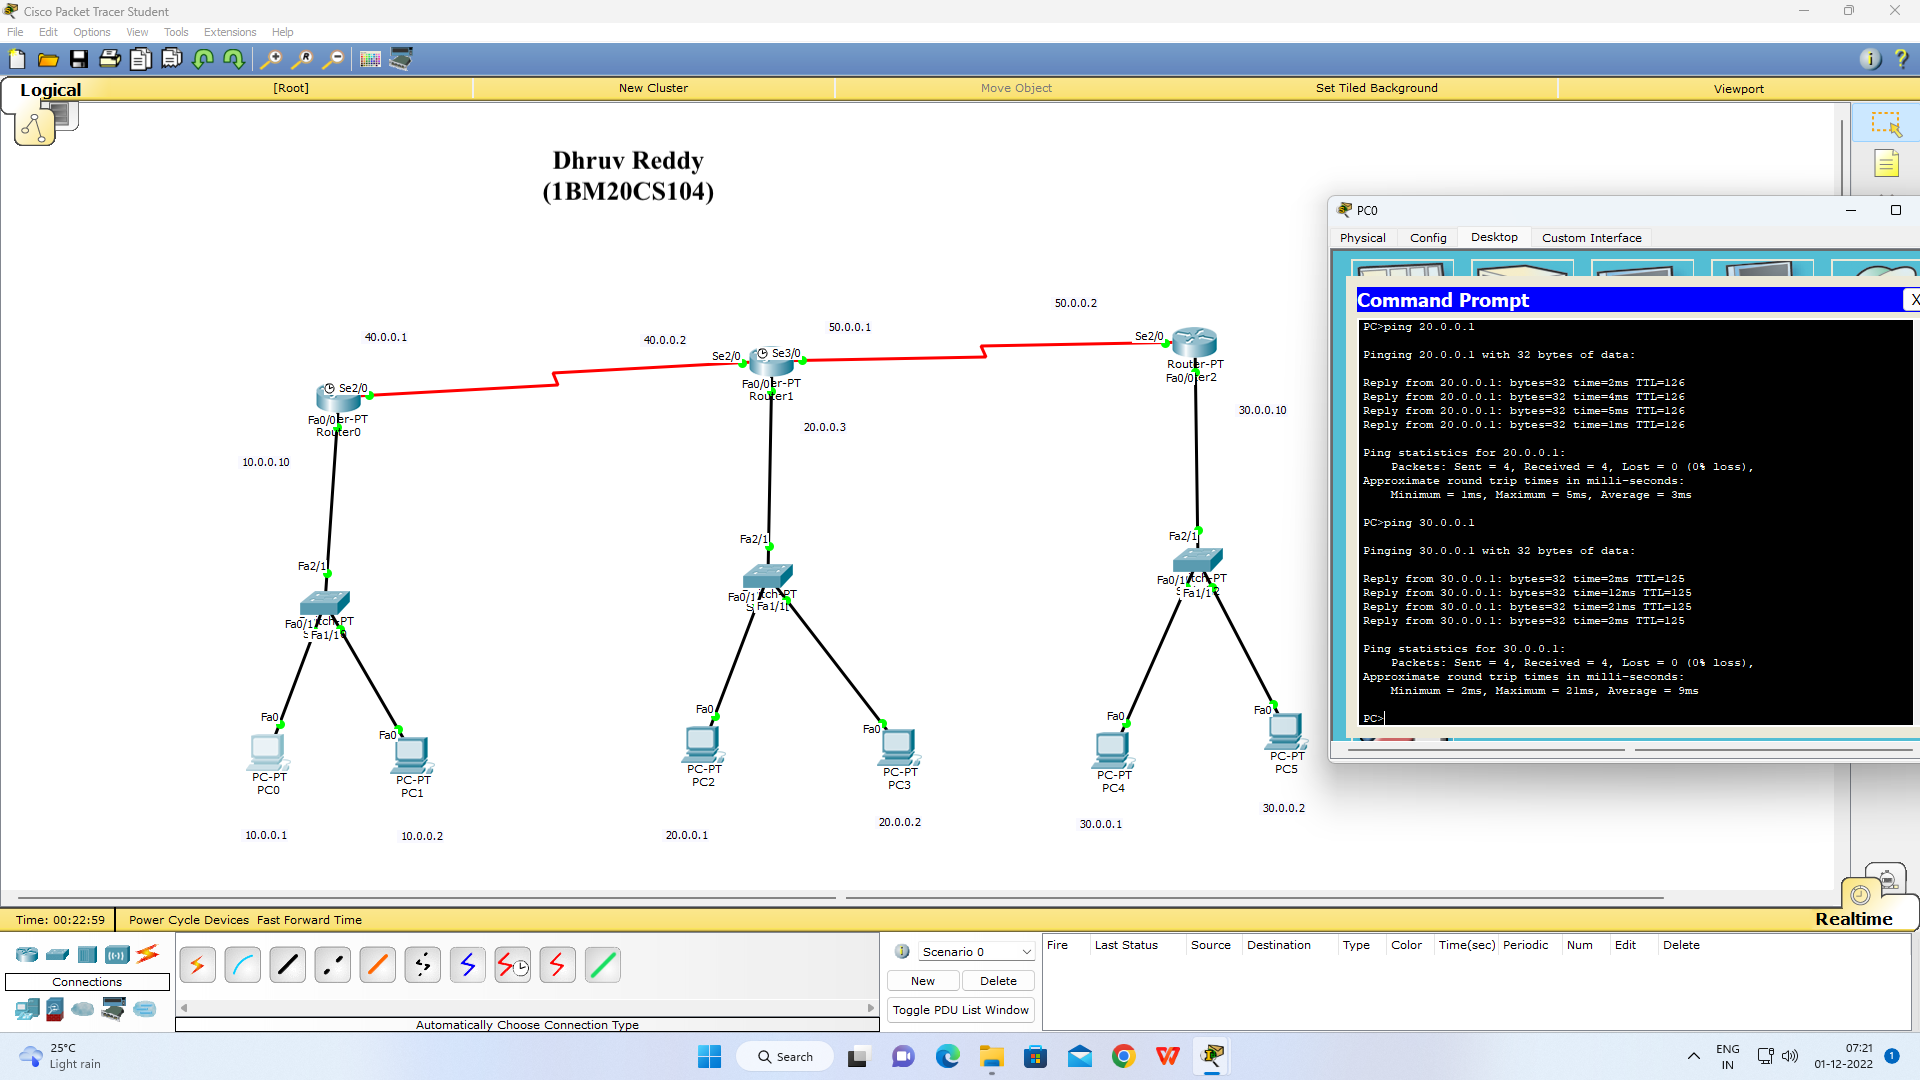 Cisco Packet Tracer Student
File Edit Options View Tools Extensions Help
Logical [Root] New Cluster Move Object Set Tiled Background Viewport
Dhruv Reddy
(1BM20CS104)
40.0.0.1
40.0.0.2
50.0.0.1
50.0.0.2
Se2/0
Fa0/0er-PT
Router0
10.0.0.10
Se2/0
Se3/0
Fa0/0er-PT
Router1
20.0.0.3
Se2/0
Router-PT
Fa0/0er2
30.0.0.10
Fa2/1
Fa0/1 tch-PT
Fa1/1
Fa2/1
Fa0/1 tch-PT
Fa1/1
Fa2/1
Fa0/1 tch-PT
Fa1/1
Fa0
PC-PT
PC0
10.0.0.1
Fa0
PC-PT
PC1
10.0.0.2
Fa0
PC-PT
PC2
20.0.0.1
Fa0
PC-PT
PC3
20.0.0.2
Fa0
PC-PT
PC4
30.0.0.1
Fa0
PC-PT
PC5
30.0.0.2
PC0
Physical Config Desktop Custom Interface
Command Prompt X
PC>ping 20.0.0.1
Pinging 20.0.0.1 with 32 bytes of data:
Reply from 20.0.0.1: bytes=32 time=2ms TTL=126
Reply from 20.0.0.1: bytes=32 time=4ms TTL=126
Reply from 20.0.0.1: bytes=32 time=5ms TTL=126
Reply from 20.0.0.1: bytes=32 time=1ms TTL=126
Ping statistics for 20.0.0.1:
Packets: Sent = 4, Received = 4, Lost = 0 (0% loss),
Approximate round trip times in milli-seconds:
Minimum = 1ms, Maximum = 5ms, Average = 3ms
PC>ping 30.0.0.1
Pinging 30.0.0.1 with 32 bytes of data:
Reply from 30.0.0.1: bytes=32 time=2ms TTL=125
Reply from 30.0.0.1: bytes=32 time=12ms TTL=125
Reply from 30.0.0.1: bytes=32 time=21ms TTL=125
Reply from 30.0.0.1: bytes=32 time=2ms TTL=125
Ping statistics for 30.0.0.1:
Packets: Sent = 4, Received = 4, Lost = 0 (0% loss),
Approximate round trip times in milli-seconds:
Minimum = 2ms, Maximum = 21ms, Average = 9ms
PC>
Time: 00:22:59 Power Cycle Devices Fast Forward Time Realtime
Connections
Automatically Choose Connection Type
Scenario 0
New Delete
Toggle PDU List Window
Fire Last Status Source Destination Type Color Time(sec) Periodic Num Edit Delete
25°C
Light rain
Search
ENG
IN
07:21
01-12-2022
1